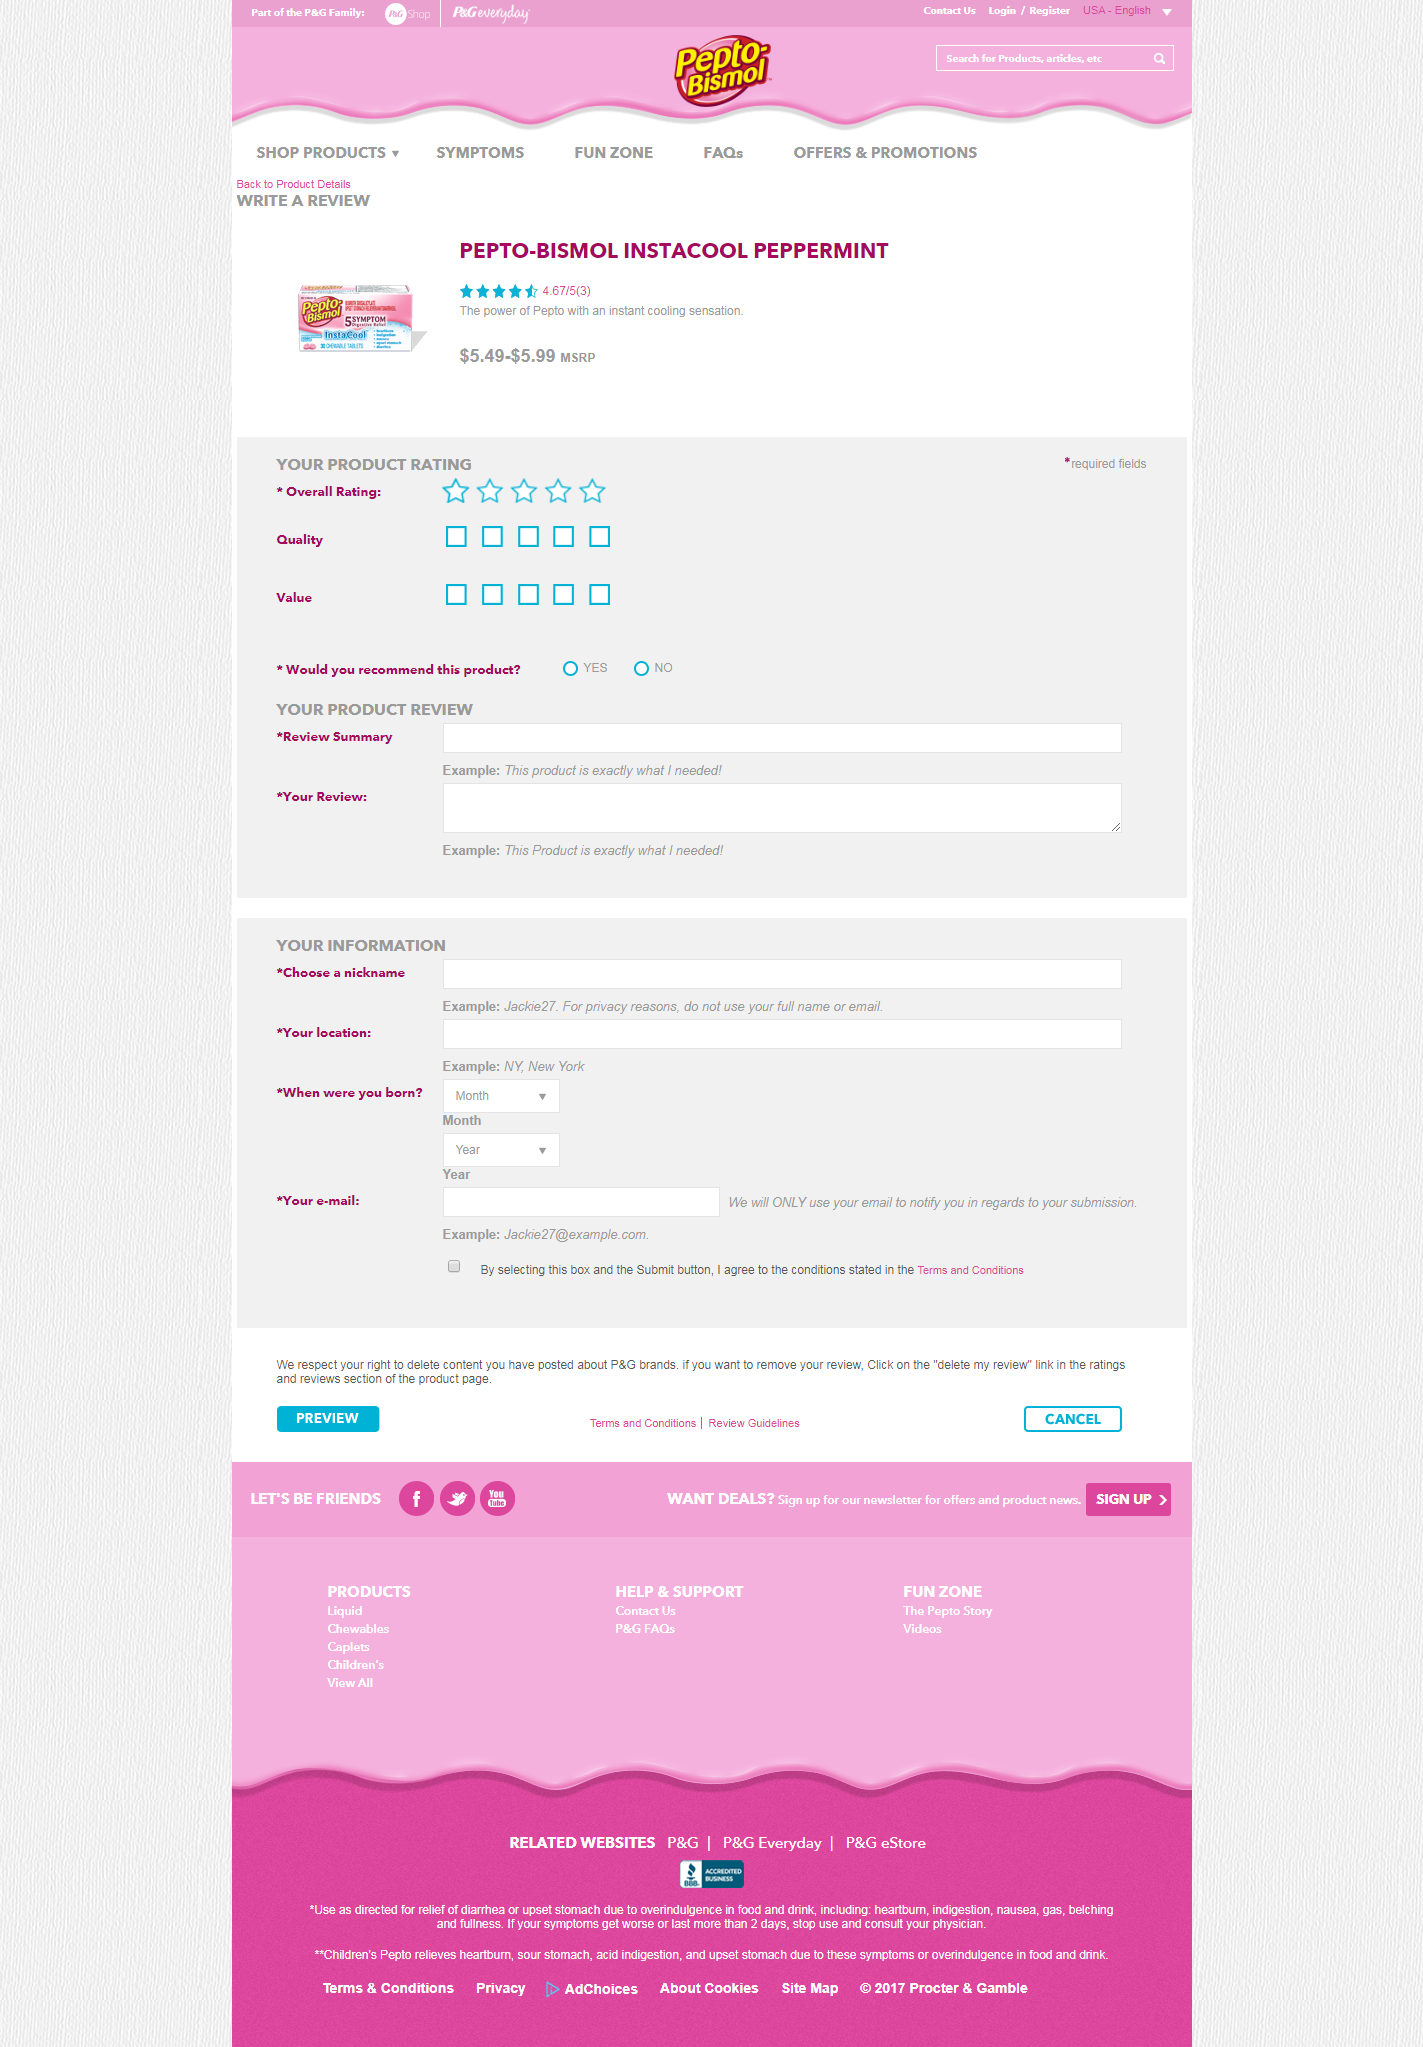 Part of the P&G Family:
P&G Shop
P&G everyday
Contact Us
Login / Register
USA - English
Pepto-
Bismol
Search for Products, articles, etc
SHOP PRODUCTS
SYMPTOMS
FUN ZONE
FAQs
OFFERS & PROMOTIONS
Back to Product Details
WRITE A REVIEW
PEPTO-BISMOL INSTACOOL PEPPERMINT
Pepto-
Bismol
5 SYMPTOM
Digestive Relief
InstaCool
4.67/5(3)
The power of Pepto with an instant cooling sensation.
$5.49-$5.99 MSRP
YOUR PRODUCT RATING
*required fields
* Overall Rating:
Quality
Value
* Would you recommend this product?
YES
NO
YOUR PRODUCT REVIEW
*Review Summary
Example: This product is exactly what I needed!
*Your Review:
Example: This Product is exactly what I needed!
YOUR INFORMATION
*Choose a nickname
Example: Jackie27. For privacy reasons, do not use your full name or email.
*Your location:
Example: NY, New York
*When were you born?
Month
Month
Year
Year
*Your e-mail:
We will ONLY use your email to notify you in regards to your submission.
Example: Jackie27@example.com.
By selecting this box and the Submit button, I agree to the conditions stated in the Terms and Conditions
We respect your right to delete content you have posted about P&G brands. if you want to remove your review, Click on the "delete my review" link in the ratings
and reviews section of the product page.
PREVIEW
Terms and Conditions | Review Guidelines
CANCEL
LET'S BE FRIENDS
You
Tube
WANT DEALS? Sign up for our newsletter for offers and product news.
SIGN UP
PRODUCTS
Liquid
Chewables
Caplets
Children's
View All
HELP & SUPPORT
Contact Us
P&G FAQs
FUN ZONE
The Pepto Story
Videos
RELATED WEBSITES P&G | P&G Everyday | P&G eStore
BBB
ACCREDITED
BUSINESS
*Use as directed for relief of diarrhea or upset stomach due to overindulgence in food and drink, including: heartburn, indigestion, nausea, gas, belching
and fullness. If your symptoms get worse or last more than 2 days, stop use and consult your physician.
**Children's Pepto relieves heartburn, sour stomach, acid indigestion, and upset stomach due to these symptoms or overindulgence in food and drink.
Terms & Conditions
Privacy
AdChoices
About Cookies
Site Map
© 2017 Procter & Gamble